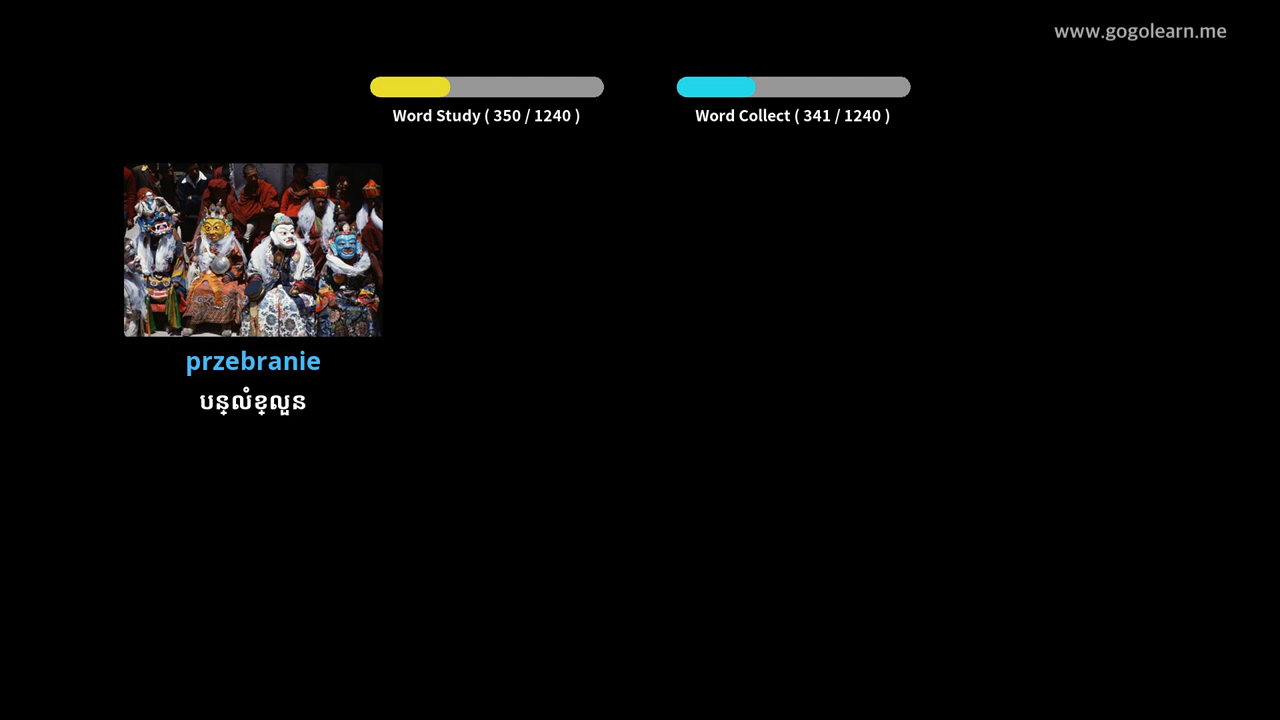 www.gogolearn.me
Word Study ( 350 / 1240 )
Word Collect ( 341 / 1240 )
przebranie
បន្លំខ្លួន